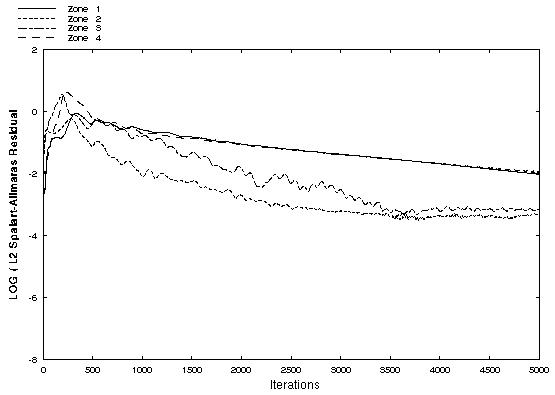 Zone 1
Zone 2
Zone 3
Zone 4
2
0
-2
-4
-6
-8
LOG ( L2 Spalart-Allmaras Residual
0 500 1000 1500 2000 2500 3000 3500 4000 4500 5000
Iterations